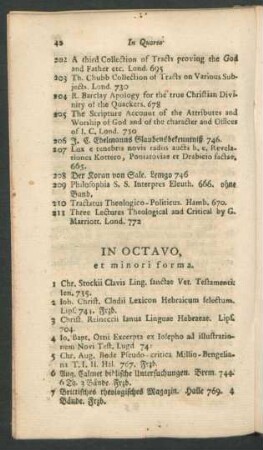 42 In Quarto
202 A third Collection of Tracts proving the God
and Father etc. Lond. 695
203 Th. Chubb Collection of Tracts on Various Sub-
jects. Lond. 730
204 R. Barclay Apology for the true Christian Divi-
nity of the Quackers. 678
205 The Scripture Account of the Attributes and
Worship of God and of the character and Offices
of I. C. Lond. 750
206 J. C. Edelmanns Glaubensbekenntniß 746.
207 Lux e tenebris novis radiis aucta h. e. Revela-
tiones Kottero, Poniatoviae et Drabicio factae,
665.
208 Der Koran von Sale. Lemgo 746
209 Philosophia S. S. Interpres Eleuth. 666. ohne
Band.
210 Tractatus Theologico-Politicus. Hamb. 670.
211 Three Lectures Theological and Critical by G.
Marriott. Lond. 772
IN OCTAVO,
et minori forma.
1 Chr. Stockii Clavis Ling. sanctae Vet. Testamenti
Ien. 755.
2 Ioh. Christ. Clodii Lexicon Hebraicum selectum.
Lips. 741. Frzb.
3 Christ. Reineccii Ianua Linguae Hebraeae. Lips.
704.
4 Io. Bapt. Otni Excerpta ex Iosepho ad illustratio-
nem Novi Test. Lugd 741
5 Chr. Aug. Bode Pseudo-critica Millio-Bengelia-
na T. I. II. Hal. 767. Frzb.
6 Aug. Calmet biblische Untersuchungen. Brem. 744-
6 Th. 2 Bände. Frzb.
7 Brittisches theologisches Magazin. Halle 769. 4
Bände. Frzb.